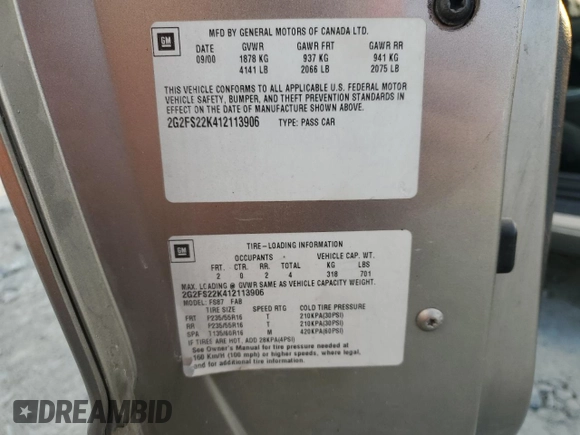 GM
MFD BY GENERAL MOTORS OF CANADA LTD.
DATE GVWR GAWR FRT GAWR RR
09/00 1878 KG 937 KG 941 KG
4141 LB 2066 LB 2075 LB
THIS VEHICLE CONFORMS TO ALL APPLICABLE U.S. FEDERAL MOTOR
VEHICLE SAFETY, BUMPER, AND THEFT PREVENTION STANDARDS IN
EFFECT ON THE DATE OF MANUFACTURE SHOWN ABOVE.
2G2FS22K412113906 TYPE: PASS CAR
GM
TIRE-LOADING INFORMATION
OCCUPANTS VEHICLE CAP. WT.
FRT. CTR. RR. TOTAL KG LBS
2 0 2 4 318 701
MAX. LOADING @ GVWR SAME AS VEHICLE CAPACITY WEIGHT.
2G2FS22K412113906
MODEL: FS87 FAB
TIRE SIZE SPEED RTG COLD TIRE PRESSURE
FRT P235/55R16 T 210KPA(30PSI)
RR P235/55R16 T 210KPA(30PSI)
SPA T135/80R16 M 420KPA(60PSI)
IF TIRES ARE HOT, ADD 28KPA(4PSI)
See Owner's Manual for tire pressure needed at
160 Km/H (100 mph) or higher speeds, where legal,
and for additional information.
DREAMBID